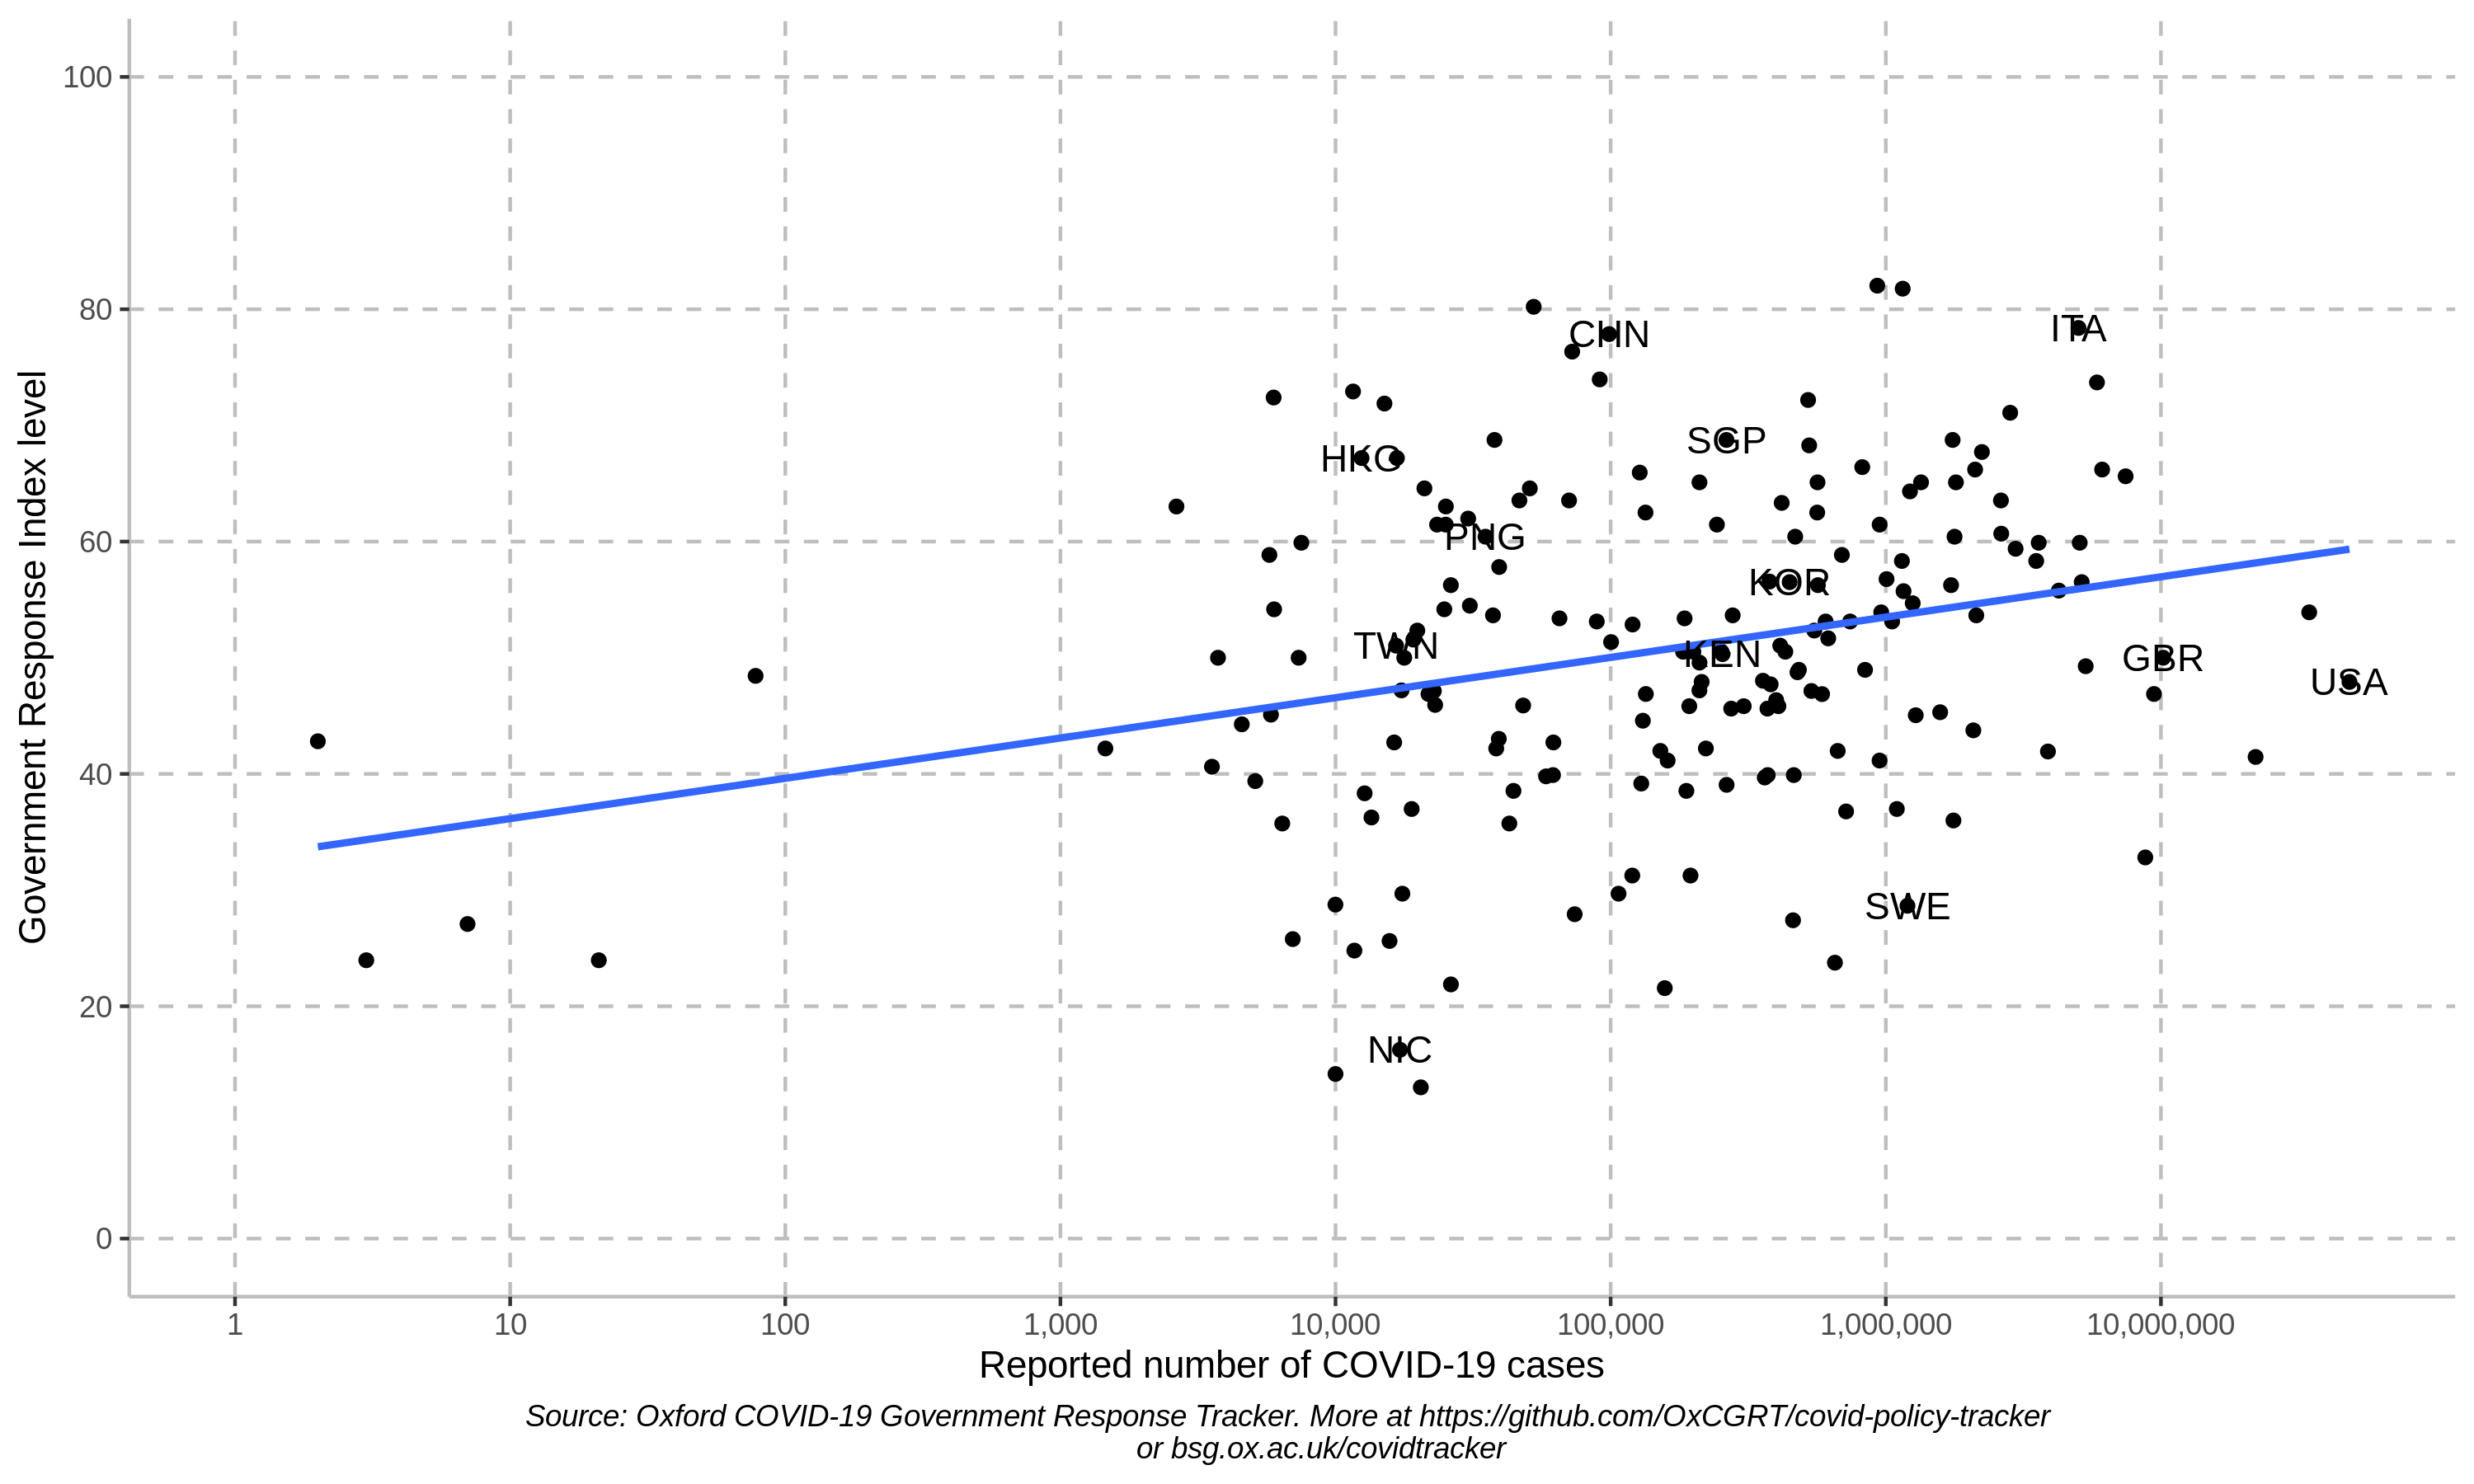 100
80
60
40
20
0
Government Response Index level
CHN
ITA
SGP
HKG
PNG
KOR
TWN
KEN
GBR
USA
SWE
NIC
1
10
100
1,000
10,000
100,000
1,000,000
10,000,000
Reported number of COVID-19 cases
Source: Oxford COVID-19 Government Response Tracker. More at https://github.com/OxCGRT/covid-policy-tracker
or bsg.ox.ac.uk/covidtracker